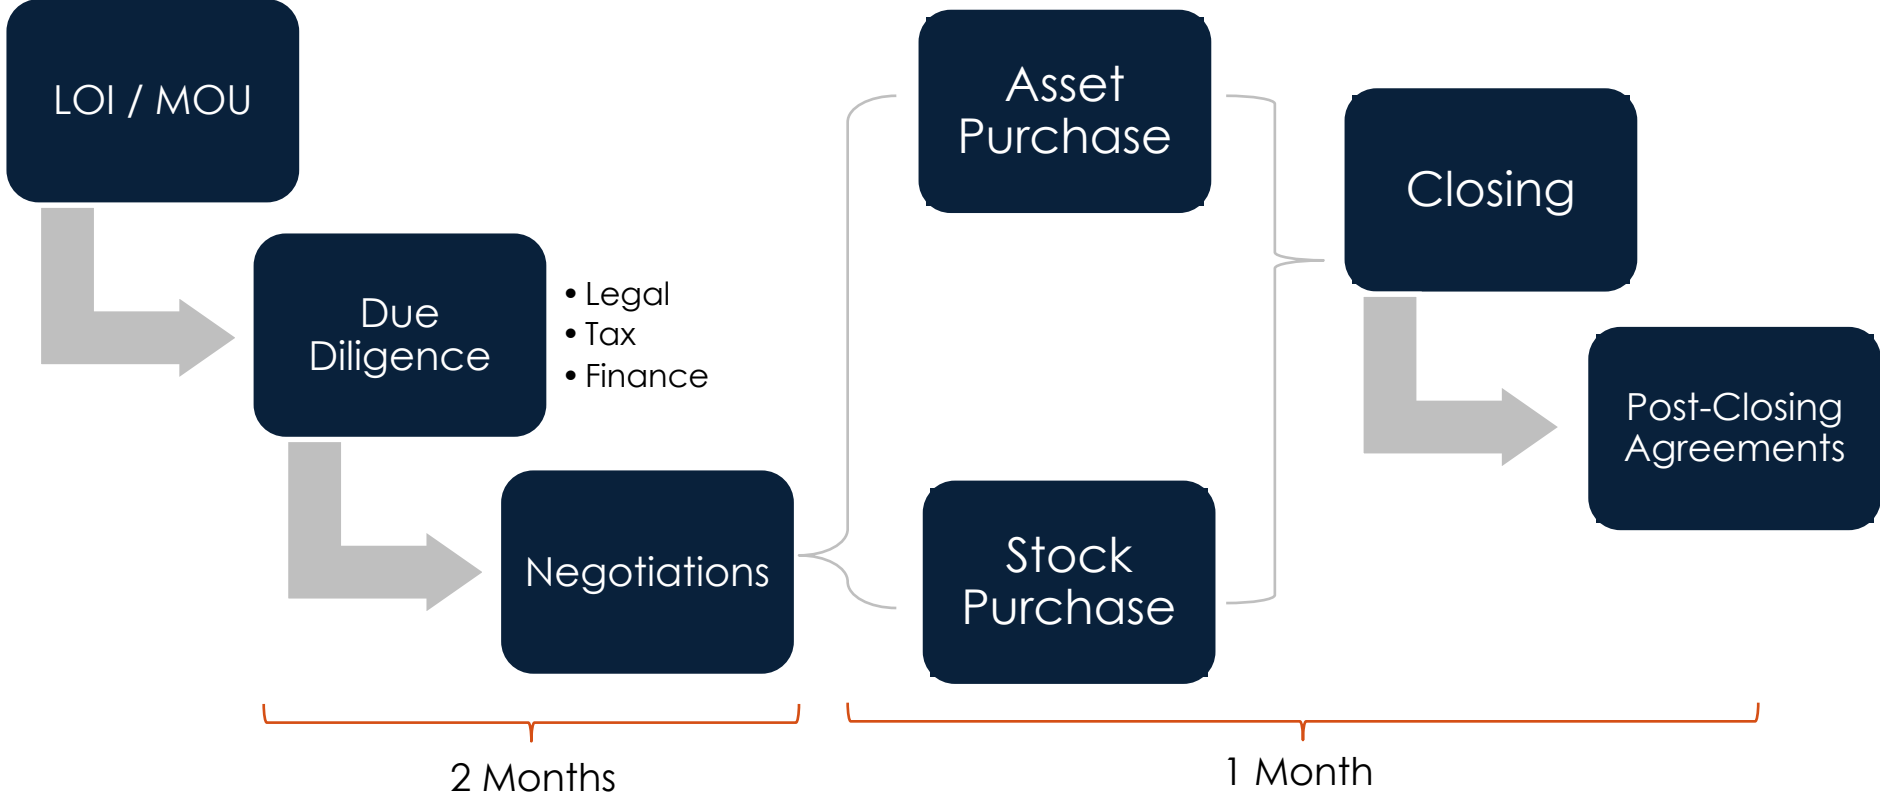 LOI / MOU
Due
Diligence
• Legal
• Tax
• Finance
Negotiations
Asset
Purchase
Stock
Purchase
Closing
Post-Closing
Agreements
2 Months
1 Month